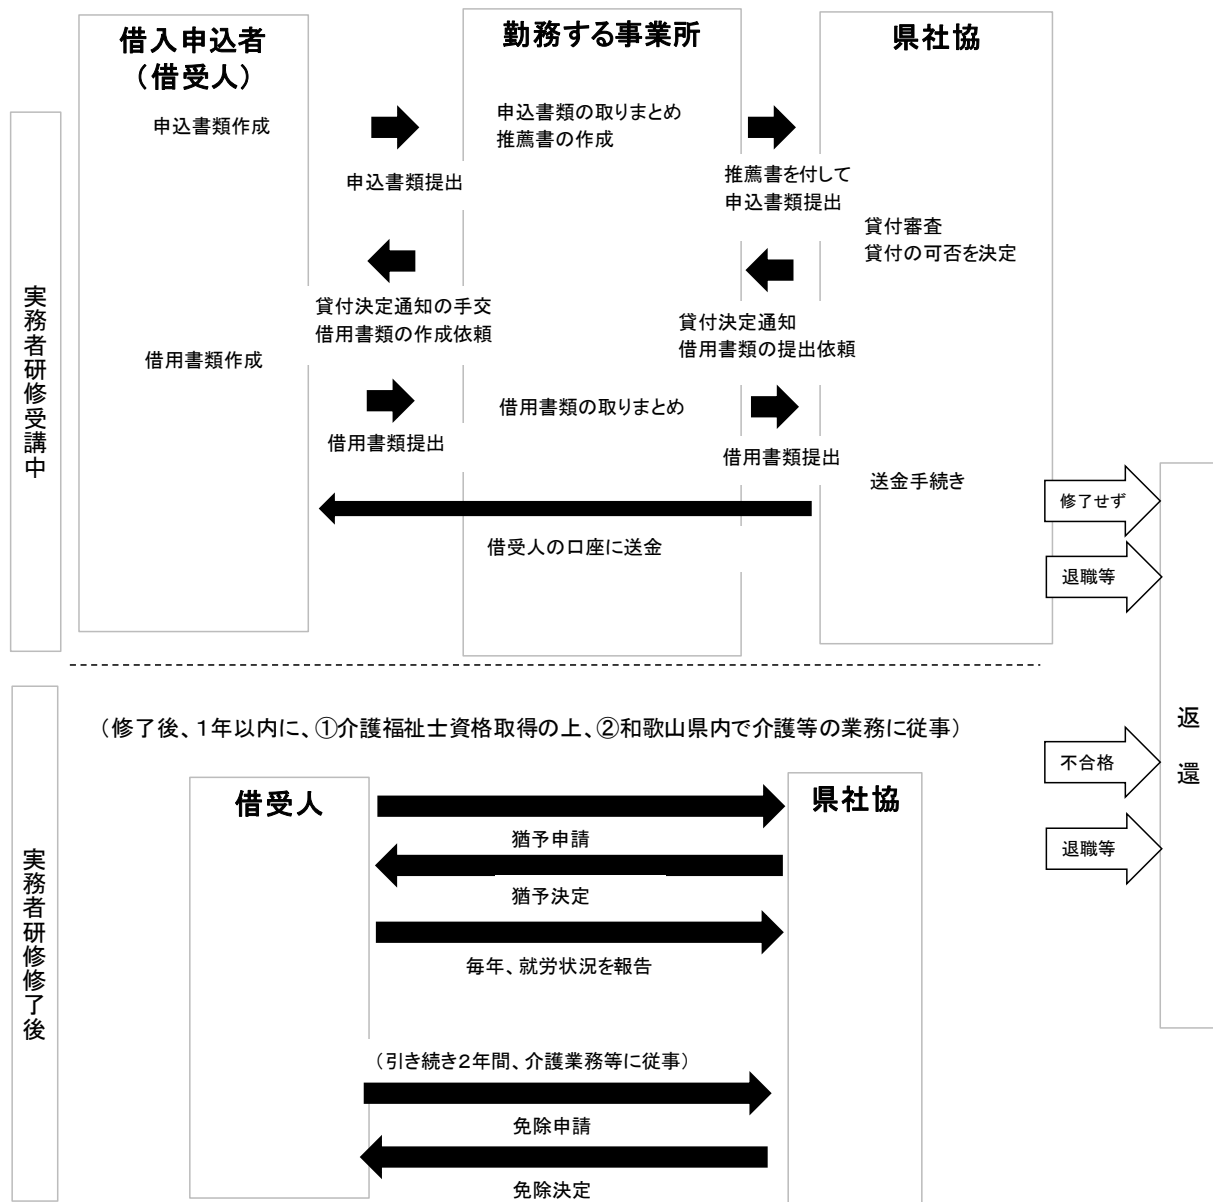 借入申込者
（借受人）
勤務する事業所
県社協
実務者研修受講中
申込書類作成
申込書類の取りまとめ
推薦書の作成
申込書類提出
推薦書を付して
申込書類提出
貸付審査
貸付の可否を決定
貸付決定通知の手交
借用書類の作成依頼
貸付決定通知
借用書類の提出依頼
借用書類作成
借用書類の取りまとめ
借用書類提出
借用書類提出
送金手続き
借受人の口座に送金
修了せず
退職等
実務者研修修了後
（修了後、１年以内に、①介護福祉士資格取得の上、②和歌山県内で介護等の業務に従事）
借受人
県社協
猶予申請
猶予決定
毎年、就労状況を報告
（引き続き２年間、介護業務等に従事）
免除申請
免除決定
不合格
退職等
返還